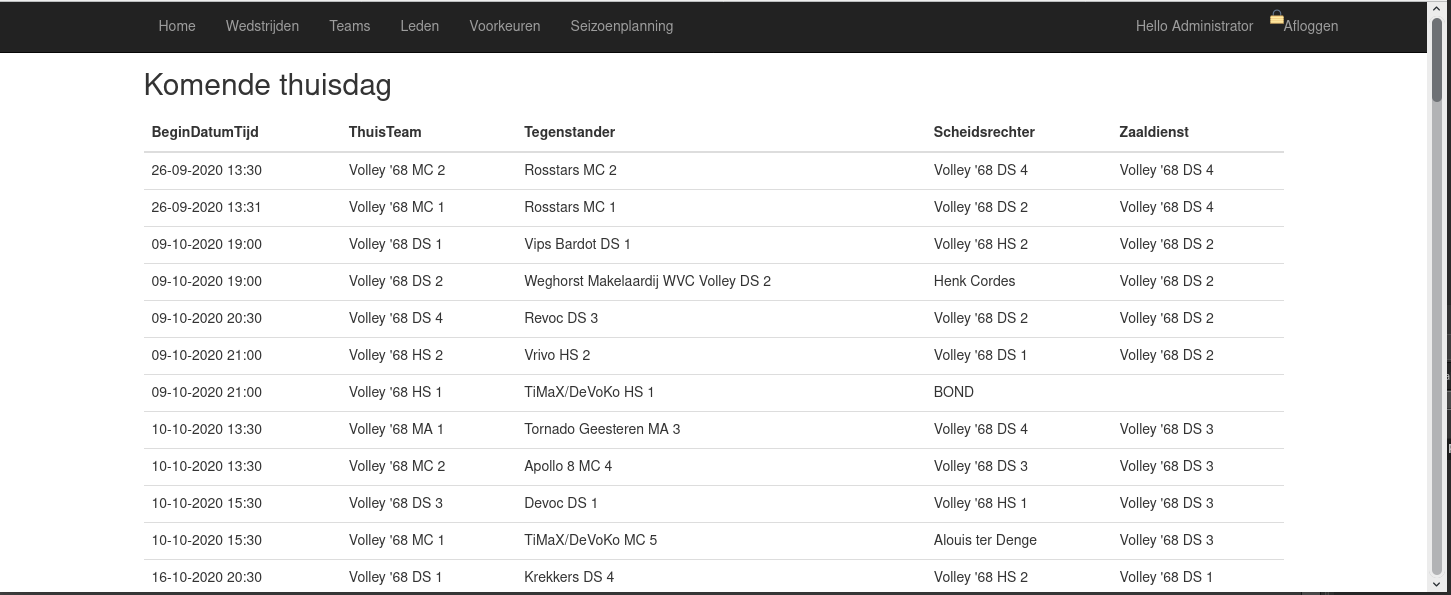 Home Wedstrijden Teams Leden Voorkeuren Seizoenplanning Hello Administrator Afloggen
Komende thuisdag
BeginDatumTijd ThuisTeam Tegenstander Scheidsrechter Zaaldienst
26-09-2020 13:30 Volley '68 MC 2 Rosstars MC 2 Volley '68 DS 4 Volley '68 DS 4
26-09-2020 13:31 Volley '68 MC 1 Rosstars MC 1 Volley '68 DS 2 Volley '68 DS 4
09-10-2020 19:00 Volley '68 DS 1 Vips Bardot DS 1 Volley '68 HS 2 Volley '68 DS 2
09-10-2020 19:00 Volley '68 DS 2 Weghorst Makelaardij WVC Volley DS 2 Henk Cordes Volley '68 DS 2
09-10-2020 20:30 Volley '68 DS 4 Revoc DS 3 Volley '68 DS 2 Volley '68 DS 2
09-10-2020 21:00 Volley '68 HS 2 Vrivo HS 2 Volley '68 DS 1 Volley '68 DS 2
09-10-2020 21:00 Volley '68 HS 1 TiMaX/DeVoKo HS 1 BOND
10-10-2020 13:30 Volley '68 MA 1 Tornado Geesteren MA 3 Volley '68 DS 4 Volley '68 DS 3
10-10-2020 13:30 Volley '68 MC 2 Apollo 8 MC 4 Volley '68 DS 3 Volley '68 DS 3
10-10-2020 15:30 Volley '68 DS 3 Devoc DS 1 Volley '68 HS 1 Volley '68 DS 3
10-10-2020 15:30 Volley '68 MC 1 TiMaX/DeVoKo MC 5 Alouis ter Denge Volley '68 DS 3
16-10-2020 20:30 Volley '68 DS 1 Krekkers DS 4 Volley '68 HS 2 Volley '68 DS 1